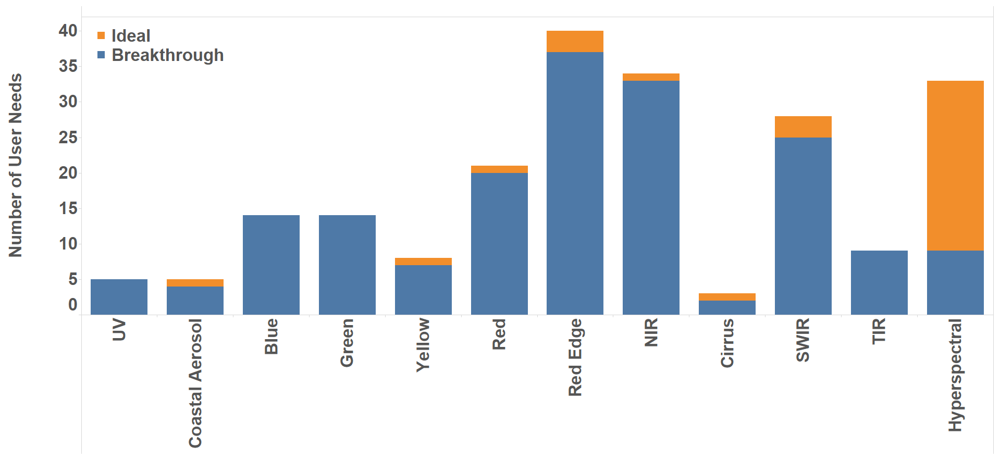 Number of User Needs
40
35
30
25
20
15
10
5
0
Ideal
Breakthrough
UV
Coastal Aerosol
Blue
Green
Yellow
Red
Red Edge
NIR
Cirrus
SWIR
TIR
Hyperspectral